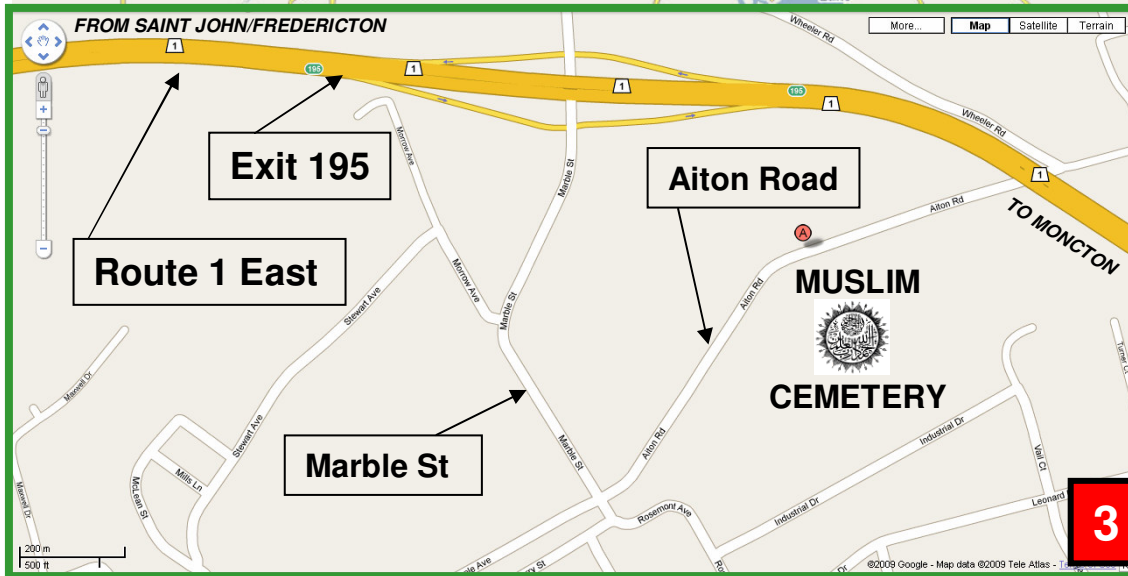 FROM SAINT JOHN/FREDERICTON
More...
Map
Satellite
Terrain
Wheeler Rd
1
195
1
1
195
1
Wheeler Rd
Exit 195
Morrow Ave
Marble St
Aiton Road
1
Aiton Rd
TO MONCTON
A
Route 1 East
Morrow Ave
Stewart Ave
Marble St
Aiton Rd
MUSLIM
CEMETERY
Maxwell Dr
Stewart Ave
Marble St
Marble St
Aiton Rd
Industrial Dr
Vail Ct
Mills Ln
McLean St
Maxwell Dr
Rosemont Ave
Industrial Dr
Leonard
3
200 m
500 ft
©2009 Google - Map data ©2009 Tele Atlas -